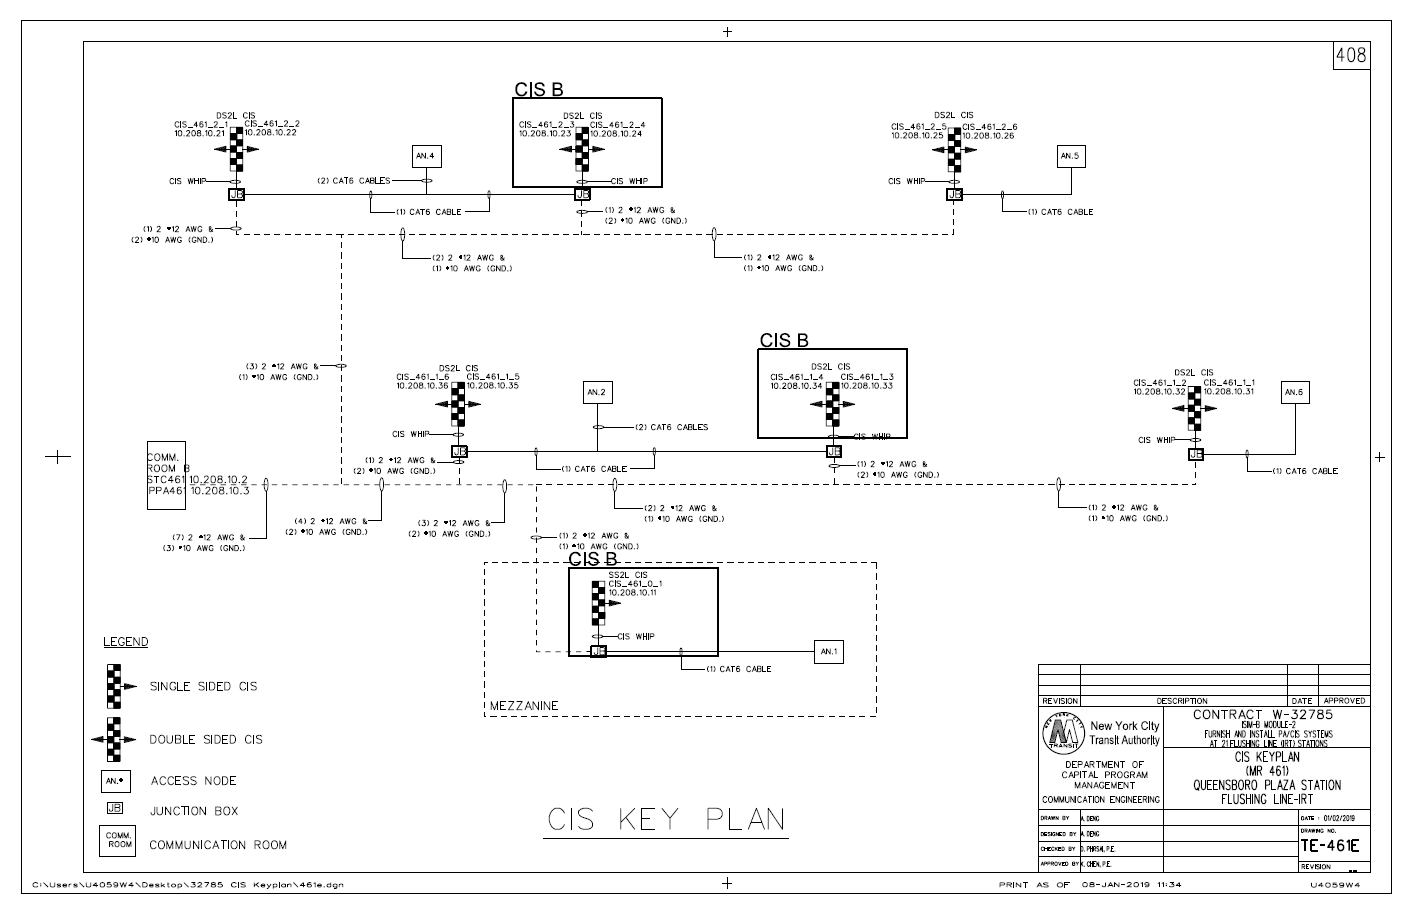 408
CIS B
DS2L CIS
CIS_461_2_1 CIS_461_2_2
10.208.10.21 10.208.10.22
DS2L CIS
CIS_461_2_3 CIS_461_2_4
10.208.10.23 10.208.10.24
DS2L CIS
CIS_461_2_5 CIS_461_2_6
10.208.10.25 10.208.10.26
AN.4
AN.5
CIS WHIP
(2) CAT6 CABLES
CIS WHIP
CIS WHIP
JB
JB
JB
(1) CAT6 CABLE
(1) 2 #12 AWG &
(2) #10 AWG (GND.)
(1) CAT6 CABLE
(1) 2 #12 AWG &
(2) #10 AWG (GND.)
(2) 2 #12 AWG &
(1) #10 AWG (GND.)
(1) 2 #12 AWG &
(1) #10 AWG (GND.)
CIS B
(3) 2 #12 AWG &
(1) #10 AWG (GND.)
DS2L CIS
CIS_461_1_6 CIS_461_1_5
10.208.10.36 10.208.10.35
AN.2
DS2L CIS
CIS_461_1_4 CIS_461_1_3
10.208.10.34 10.208.10.33
DS2L CIS
CIS_461_1_2 CIS_461_1_1
10.208.10.32 10.208.10.31
AN.6
CIS WHIP
(2) CAT6 CABLES
CIS WHIP
CIS WHIP
JB
JB
JB
COMM.
ROOM B
STC461 10.208.10.2
PPA461 10.208.10.3
(1) 2 #12 AWG &
(2) #10 AWG (GND.)
(1) CAT6 CABLE
(1) 2 #12 AWG &
(2) #10 AWG (GND.)
(1) CAT6 CABLE
(7) 2 #12 AWG &
(3) #10 AWG (GND.)
(4) 2 #12 AWG &
(2) #10 AWG (GND.)
(3) 2 #12 AWG &
(2) #10 AWG (GND.)
(2) 2 #12 AWG &
(1) #10 AWG (GND.)
(1) 2 #12 AWG &
(1) #10 AWG (GND.)
(1) 2 #12 AWG &
(1) #10 AWG (GND.)
CIS B
SS2L CIS
CIS_461_0_1
10.208.10.11
CIS WHIP
JB
AN.1
(1) CAT6 CABLE
MEZZANINE
LEGEND
SINGLE SIDED CIS
DOUBLE SIDED CIS
AN.#
ACCESS NODE
JB
JUNCTION BOX
COMM.
ROOM
COMMUNICATION ROOM
CIS KEY PLAN
REVISION DESCRIPTION DATE APPROVED
NEW YORK CITY
TRANSIT
New York City
Transit Authority
DEPARTMENT OF
CAPITAL PROGRAM
MANAGEMENT
COMMUNICATION ENGINEERING
CONTRACT W-32785
ISIM-B MODULE-2
FURNISH AND INSTALL PA/CIS SYSTEMS
AT 21 FLUSHING LINE (IRT) STATIONS
CIS KEYPLAN
(MR 461)
QUEENSBORO PLAZA STATION
FLUSHING LINE-IRT
DRAWN BY A. DENG
DESIGNED BY A. DENG
CHECKED BY D. PHRSAI, P.E.
APPROVED BY K. CHEN, P.E.
DATE : 01/02/2019
DRAWING NO.
TE-461E
REVISION
C:\Users\U4059W4\Desktop\32785 CIS Keyplan\461e.dgn
PRINT AS OF 08-JAN-2019 11:34
U4059W4